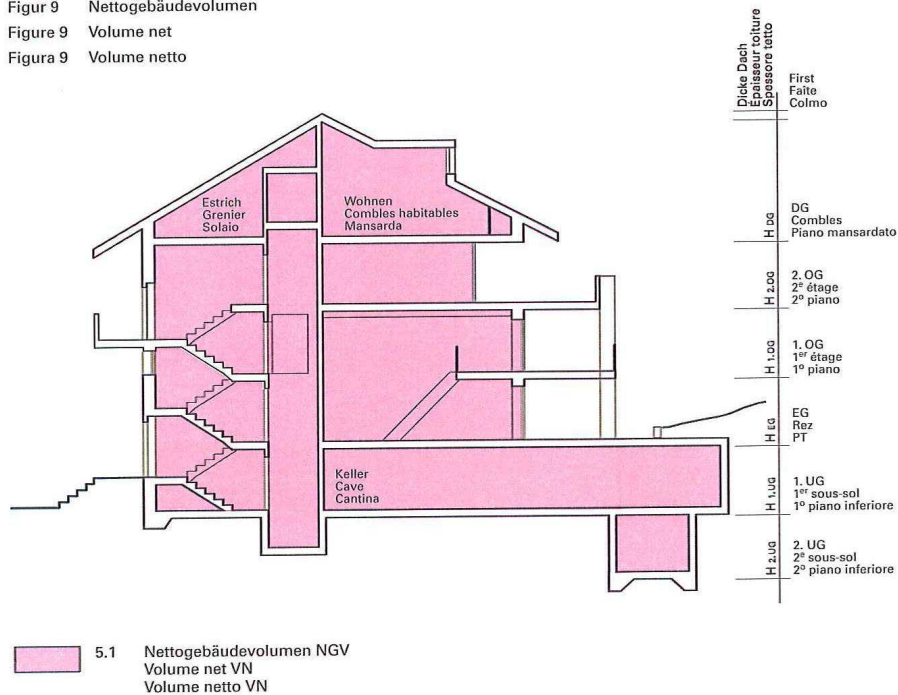 Figur 9 Nettogebäudevolumen
Figure 9 Volume net
Figura 9 Volume netto
Dicke Dach
Épaisseur toiture
Spessore tetto
First
Faîte
Colmo
Estrich
Grenier
Solaio
Wohnen
Combles habitables
Mansarda
H DG
DG
Combles
Piano mansardato
H 2.OG
2. OG
2e étage
2o piano
H 1.OG
1. OG
1er étage
1o piano
H EG
EG
Rez
PT
Keller
Cave
Cantina
H 1.UG
1. UG
1er sous-sol
1o piano inferiore
H 2.UG
2. UG
2e sous-sol
2o piano inferiore
5.1 Nettogebäudevolumen NGV
Volume net VN
Volume netto VN